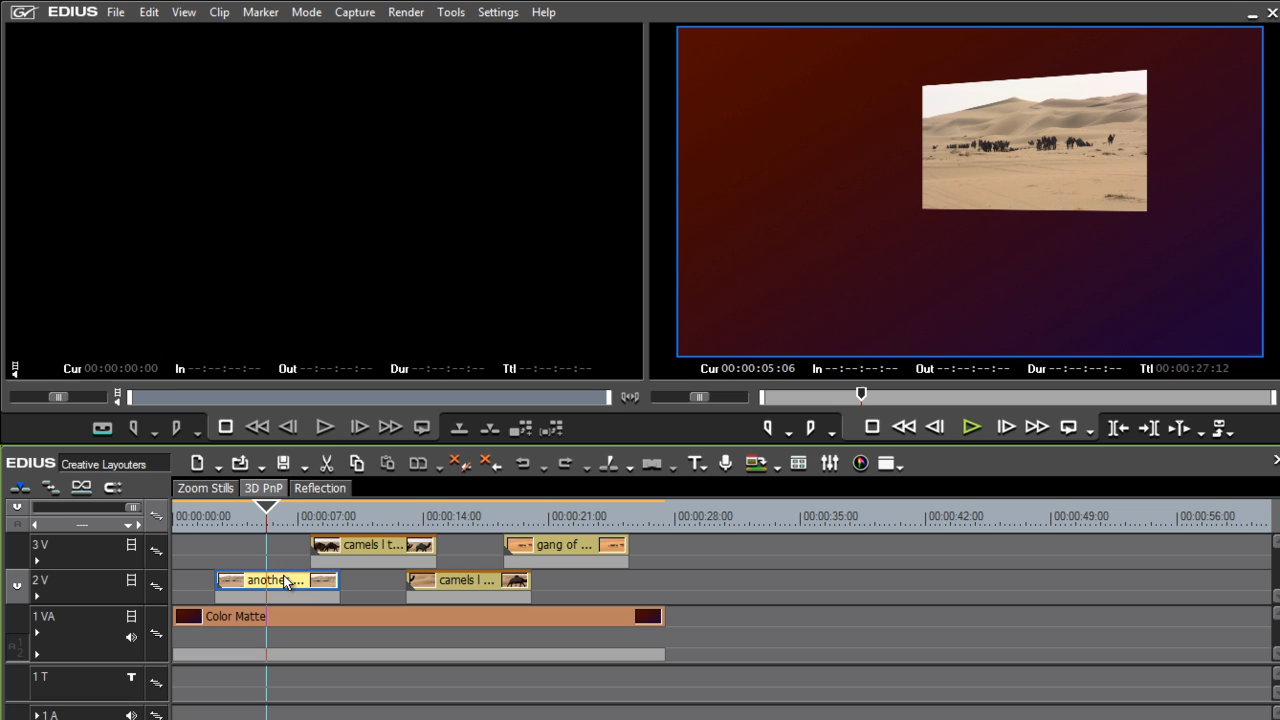 EDIUS File Edit View Clip Marker Mode Capture Render Tools Settings Help
Cur 00:00:00:00 In --:--:--:-- Out --:--:--:-- Dur --:--:--:-- Ttl --:--:--:--
Cur 00:00:05:06 In --:--:--:-- Out --:--:--:-- Dur --:--:--:-- Ttl 00:00:27:12
EDIUS Creative Layouters
Zoom Stills 3D PnP Reflection
00:00:00:00 00:00:07:00 00:00:14:00 00:00:21:00 00:00:28:00 00:00:35:00 00:00:42:00 00:00:49:00 00:00:56:00
3 V camels l t... gang of ...
2 V anothe... camels l ...
1 VA Color Matte
1 T T
1 A